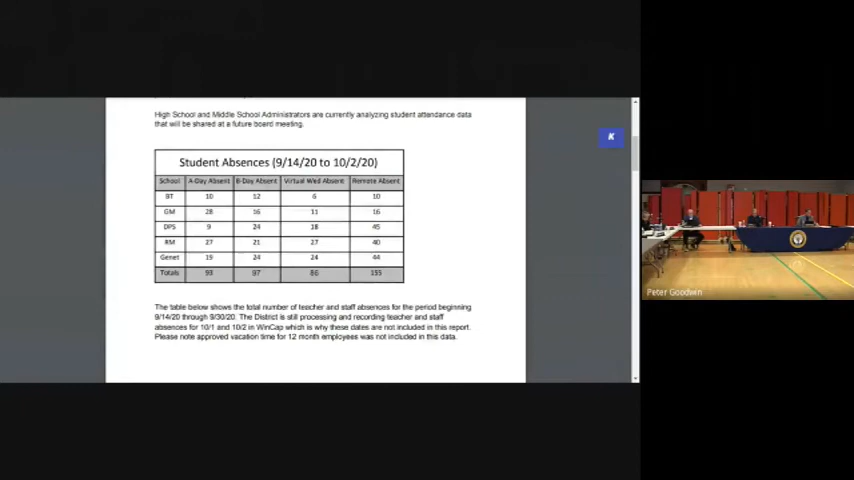 High School and Middle School Administrators are currently analyzing student attendance data
that will be shared at a future board meeting.
K
Student Absences (9/14/20 to 10/2/20)
School A-Day Absent B-Day Absent Virtual Wed Absent Remote Absent
BT 10 12 6 10
GM 28 16 11 16
DPS 9 24 18 45
RM 27 21 27 40
Genet 19 24 24 44
Totals 93 97 86 155
The table below shows the total number of teacher and staff absences for the period beginning
9/14/20 through 9/30/20. The District is still processing and recording teacher and staff
absences for 10/1 and 10/2 in WinCap which is why these dates are not included in this report.
Please note approved vacation time for 12 month employees was not included in this data.
Peter Goodwin